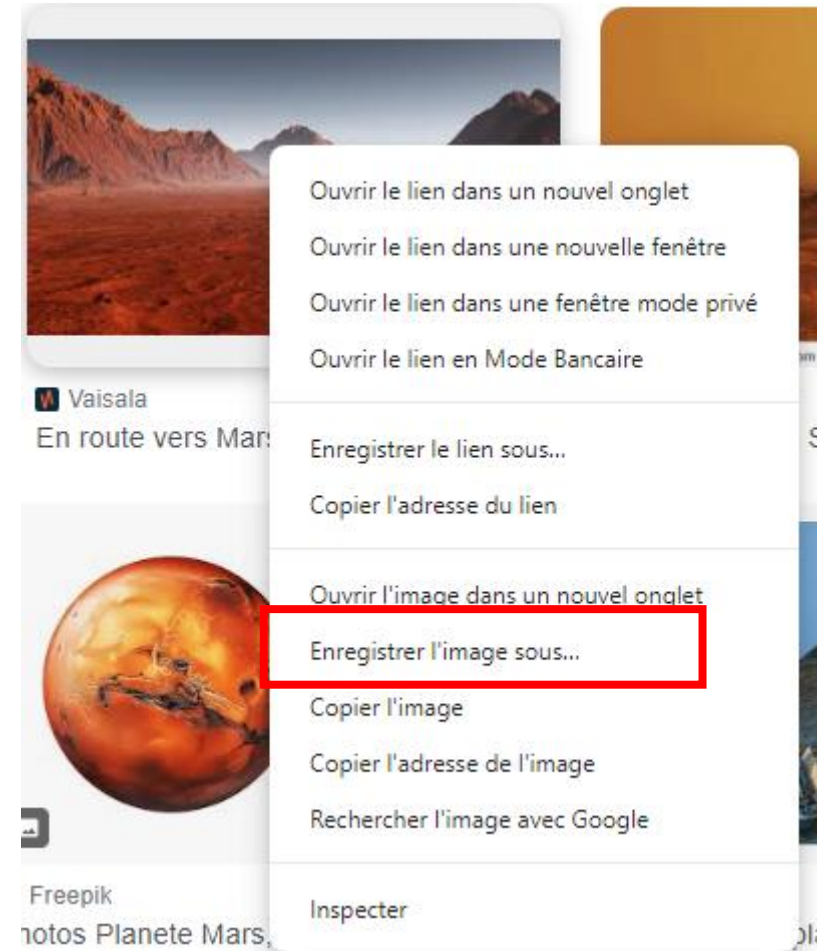 Ouvrir le lien dans un nouvel onglet
Ouvrir le lien dans une nouvelle fenêtre
Ouvrir le lien dans une fenêtre mode privé
Ouvrir le lien en Mode Bancaire
Vaisala
En route vers Mars
Enregistrer le lien sous...
Copier l'adresse du lien
Ouvrir l'image dans un nouvel onglet
Enregistrer l'image sous...
Copier l'image
Copier l'adresse de l'image
Rechercher l'image avec Google
Inspecter
Freepik
Planete Mars,